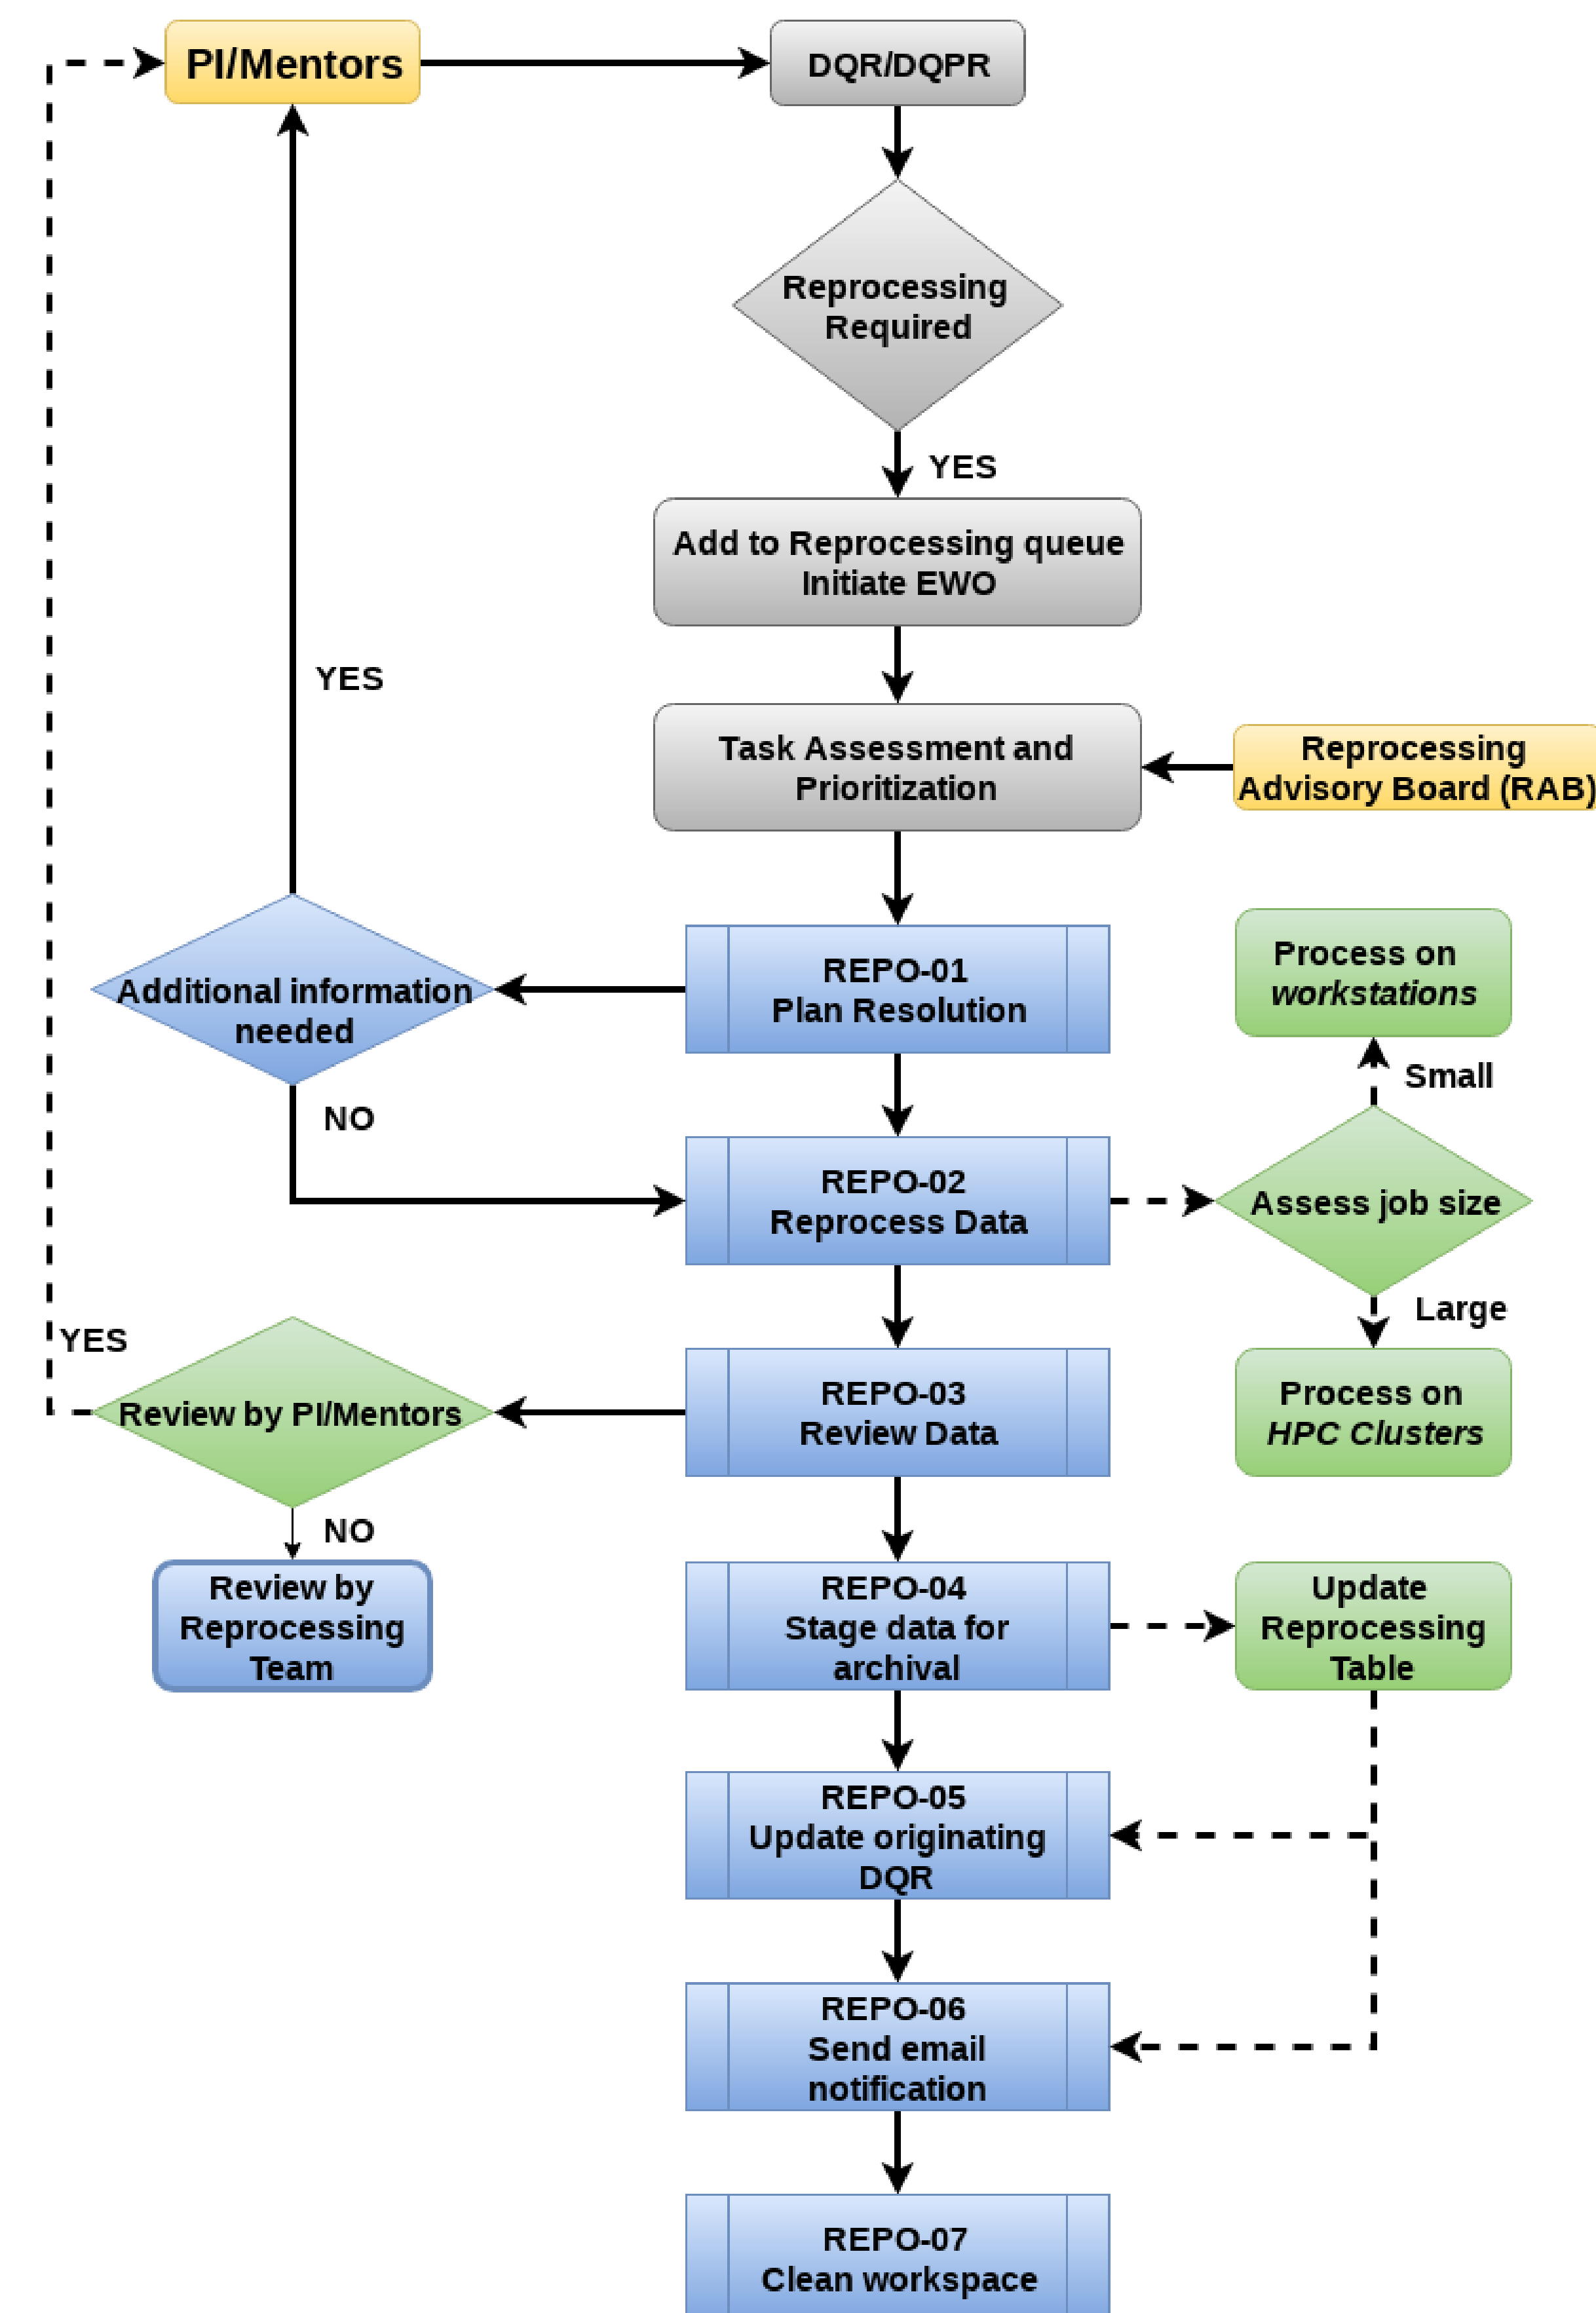 PI/Mentors
DQR/DQPR
Reprocessing
Required
YES
Add to Reprocessing queue
Initiate EWO
YES
Task Assessment and
Prioritization
Reprocessing
Advisory Board (RAB)
Additional information
needed
REPO-01
Plan Resolution
Process on
workstations
Small
NO
REPO-02
Reprocess Data
Assess job size
Large
YES
Review by PI/Mentors
REPO-03
Review Data
Process on
HPC Clusters
NO
Review by
Reprocessing
Team
REPO-04
Stage data for
archival
Update
Reprocessing
Table
REPO-05
Update originating
DQR
REPO-06
Send email
notification
REPO-07
Clean workspace